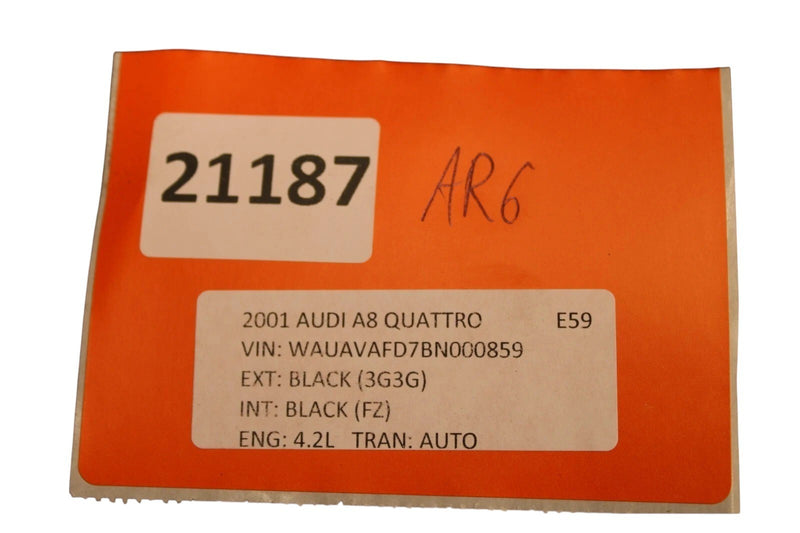 21187
AR6
2001 AUDI A8 QUATTRO E59
VIN: WAUAVAFD7BN000859
EXT: BLACK (3G3G)
INT: BLACK (FZ)
ENG: 4.2L TRAN: AUTO